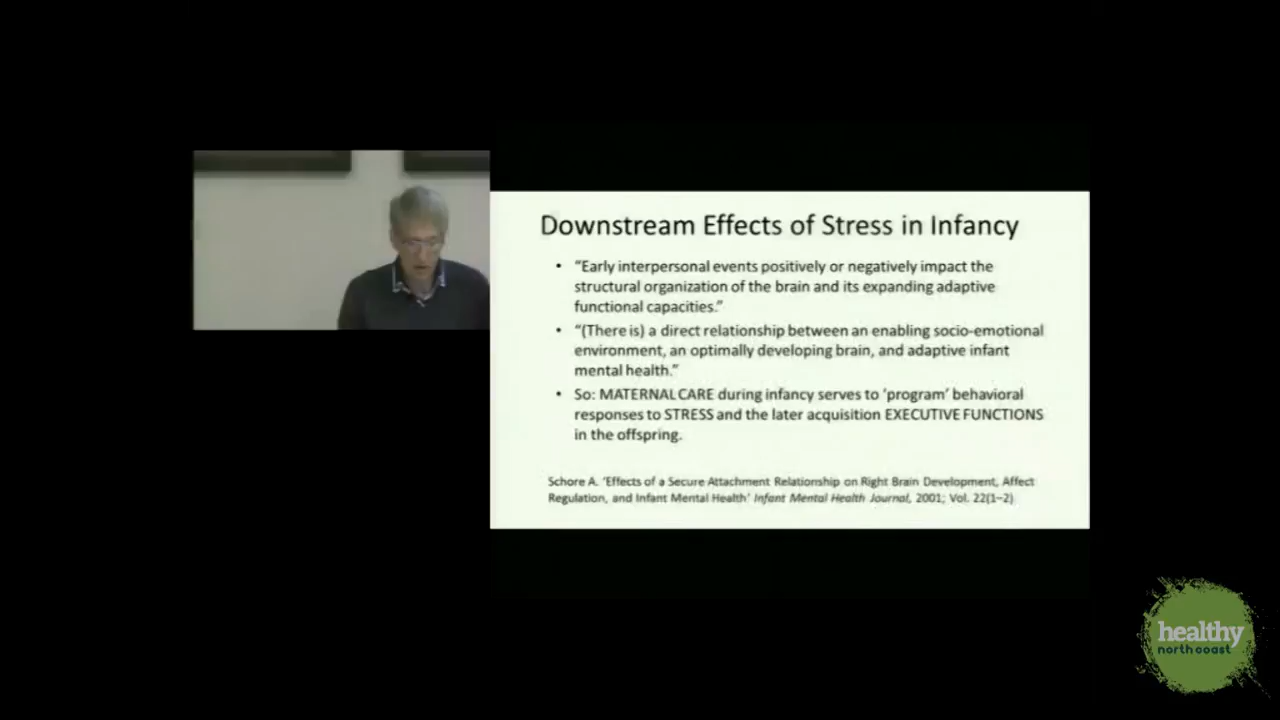 Downstream Effects of Stress in Infancy
• “Early interpersonal events positively or negatively impact the
structural organization of the brain and its expanding adaptive
functional capacities.”
• “(There is) a direct relationship between an enabling socio-emotional
environment, an optimally developing brain, and adaptive infant
mental health.”
• So: MATERNAL CARE during infancy serves to ‘program’ behavioral
responses to STRESS and the later acquisition EXECUTIVE FUNCTIONS
in the offspring.
Schore A. ‘Effects of a Secure Attachment Relationship on Right Brain Development, Affect
Regulation, and Infant Mental Health’ Infant Mental Health Journal, 2001; Vol. 22(1–2)
healthy
north coast